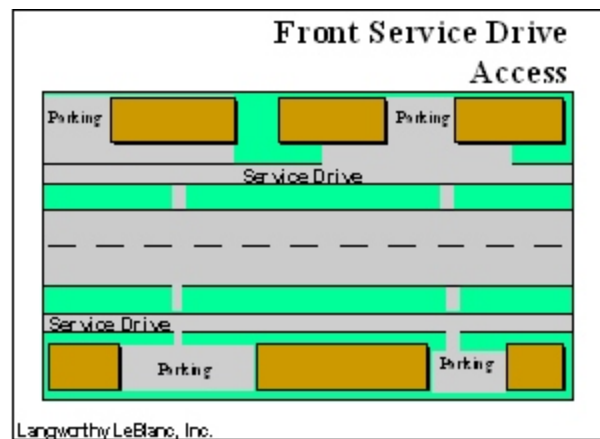 Front Service Drive
Access
Parking
Parking
Service Drive
Service Drive
Parking
Parking
Langworthy LeBlanc, Inc.